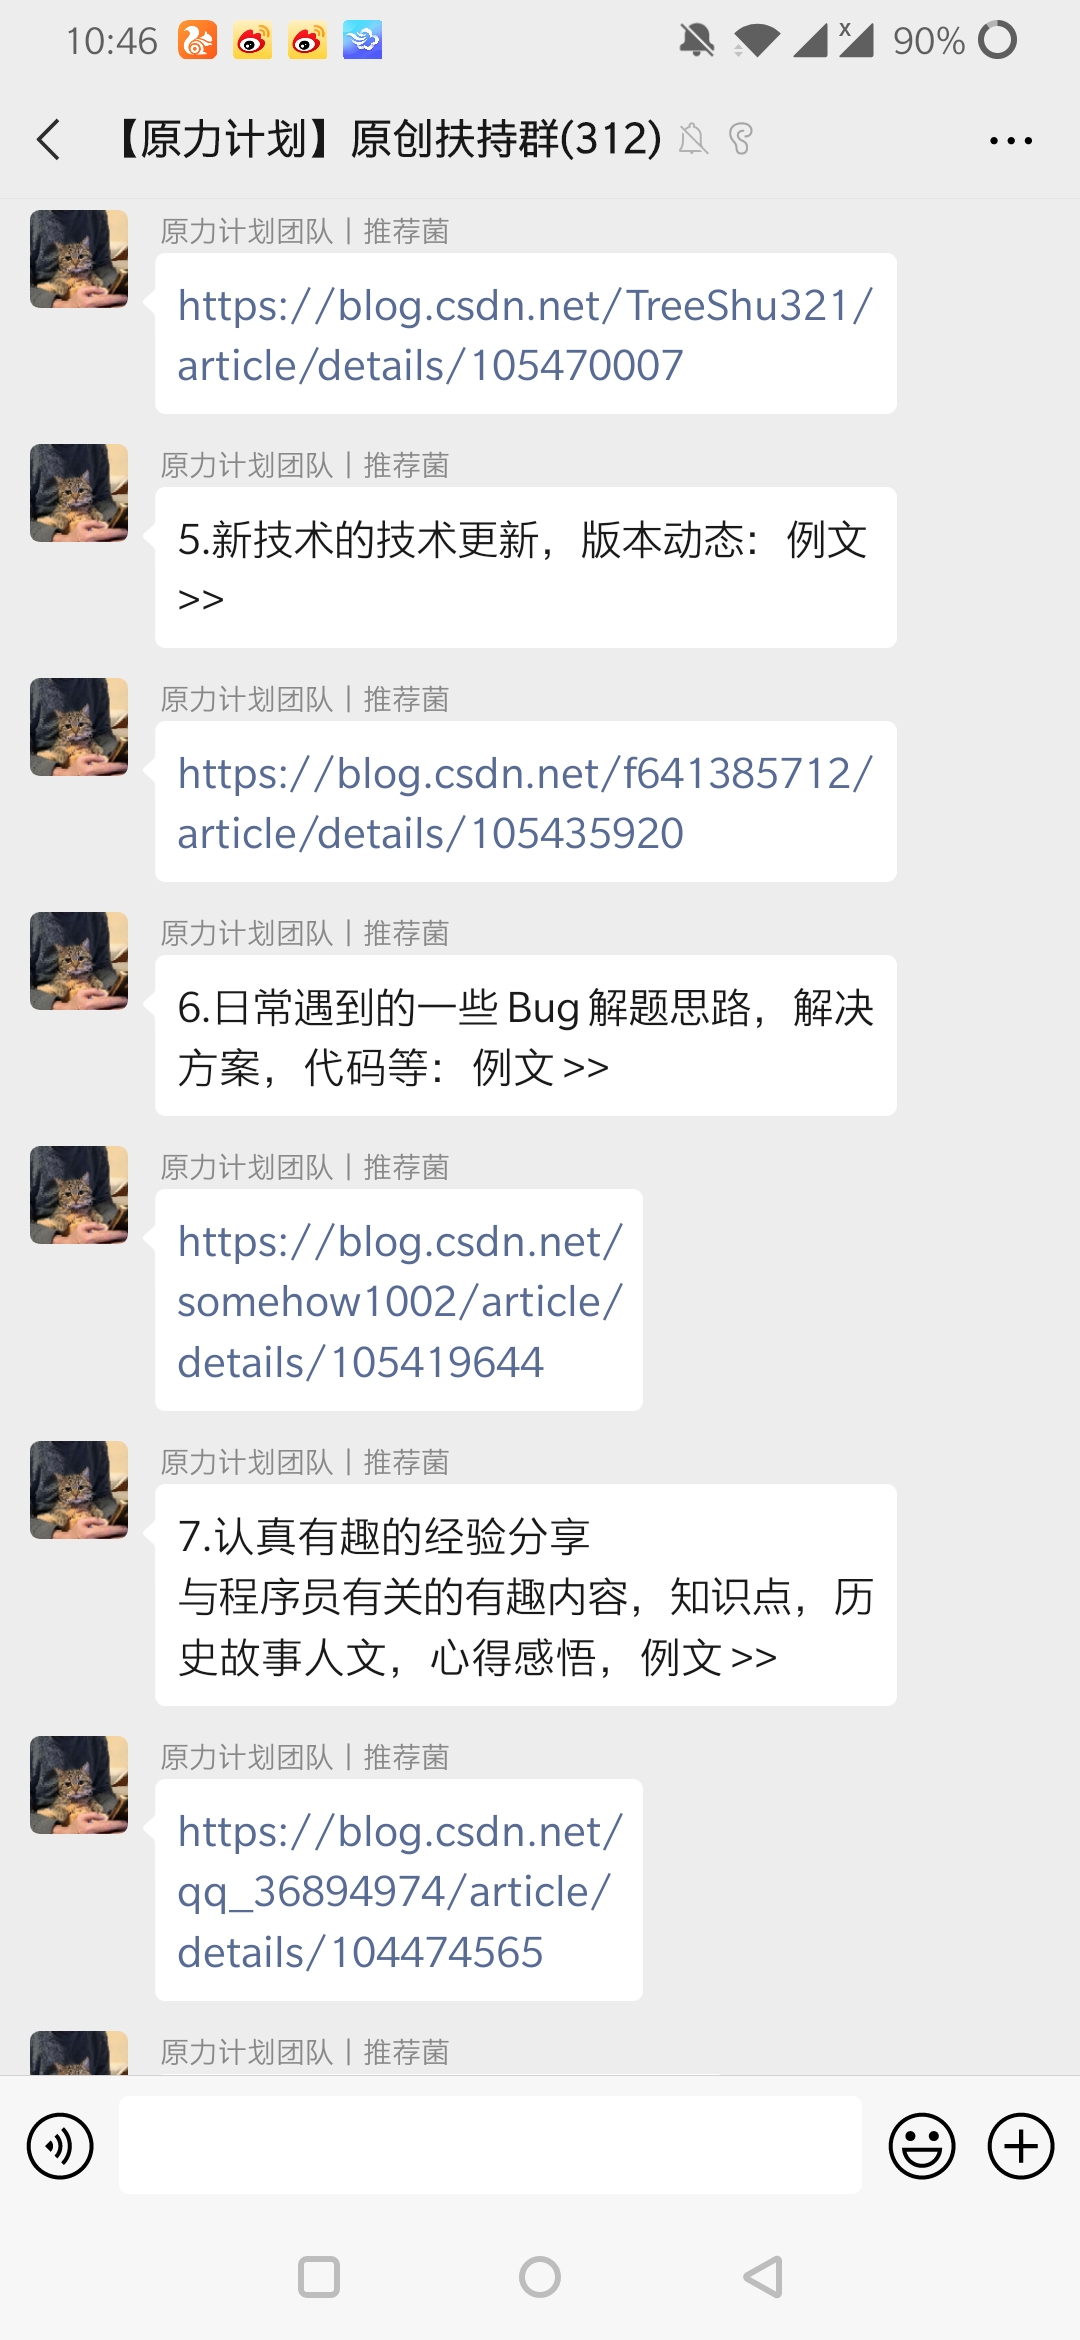 10:46
x 90%
【原力计划】原创扶持群(312)
原力计划团队丨推荐菌
https://blog.csdn.net/TreeShu321/
article/details/105470007
原力计划团队丨推荐菌
5.新技术的技术更新，版本动态：例文
>>
原力计划团队丨推荐菌
https://blog.csdn.net/f641385712/
article/details/105435920
原力计划团队丨推荐菌
6.日常遇到的一些Bug解题思路，解决
方案，代码等：例文>>
原力计划团队丨推荐菌
https://blog.csdn.net/
somehow1002/article/
details/105419644
原力计划团队丨推荐菌
7.认真有趣的经验分享
与程序员有关的有趣内容，知识点，历
史故事人文，心得感悟，例文>>
原力计划团队丨推荐菌
https://blog.csdn.net/
qq_36894974/article/
details/104474565
原力计划团队丨推荐菌